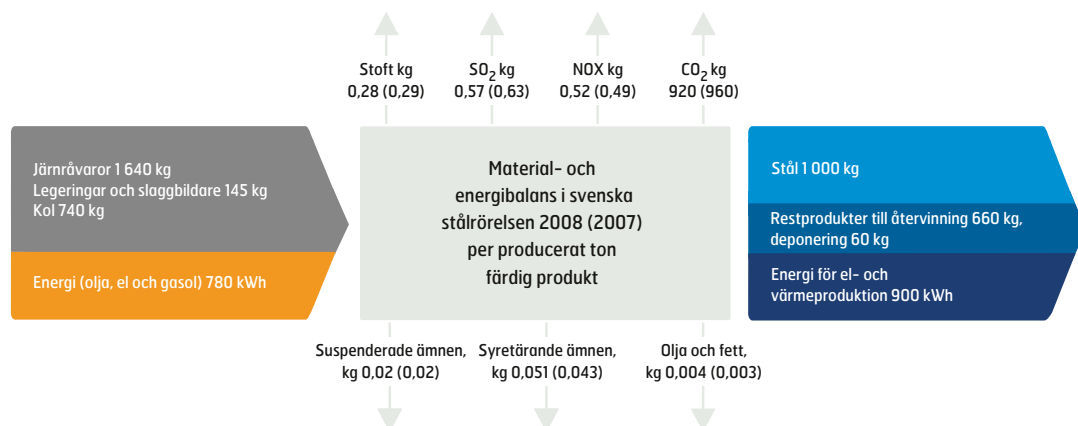 Stoft kg
0,28 (0,29)
SO₂ kg
0,57 (0,63)
NOX kg
0,52 (0,49)
CO₂ kg
920 (960)
Järnråvaror 1 640 kg
Legeringar och slaggbildare 145 kg
Kol 740 kg
Energi (olja, el och gasol) 780 kWh
Material- och
energibalans i svenska
stålrörelsen 2008 (2007)
per producerat ton
färdig produkt
Stål 1 000 kg
Restprodukter till återvinning 660 kg,
deponering 60 kg
Energi för el- och
värmeproduktion 900 kWh
Suspenderade ämnen,
kg 0,02 (0,02)
Syretärande ämnen,
kg 0,051 (0,043)
Olja och fett,
kg 0,004 (0,003)